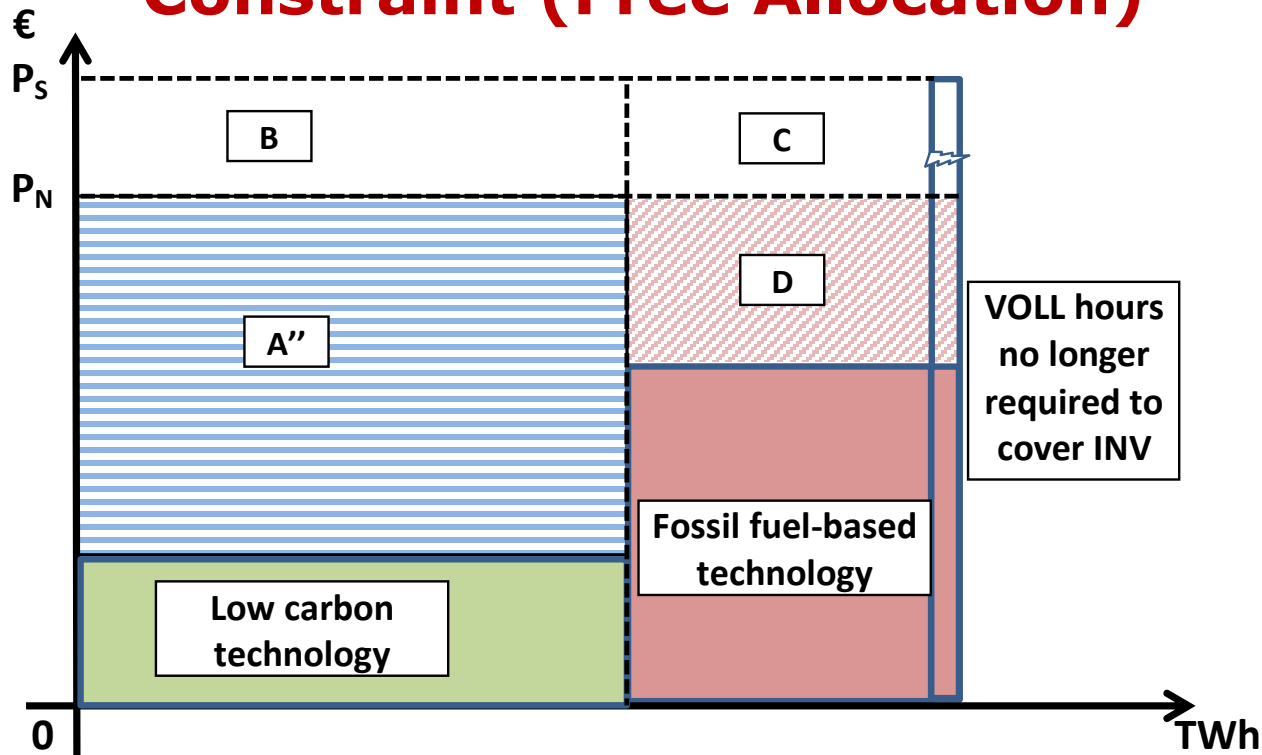 Constraint (Free Allocation)
€
PS
B
C
PN
D
A’’
VOLL hours
no longer
required to
cover INV
Fossil fuel-based
technology
Low carbon
technology
0
TWh